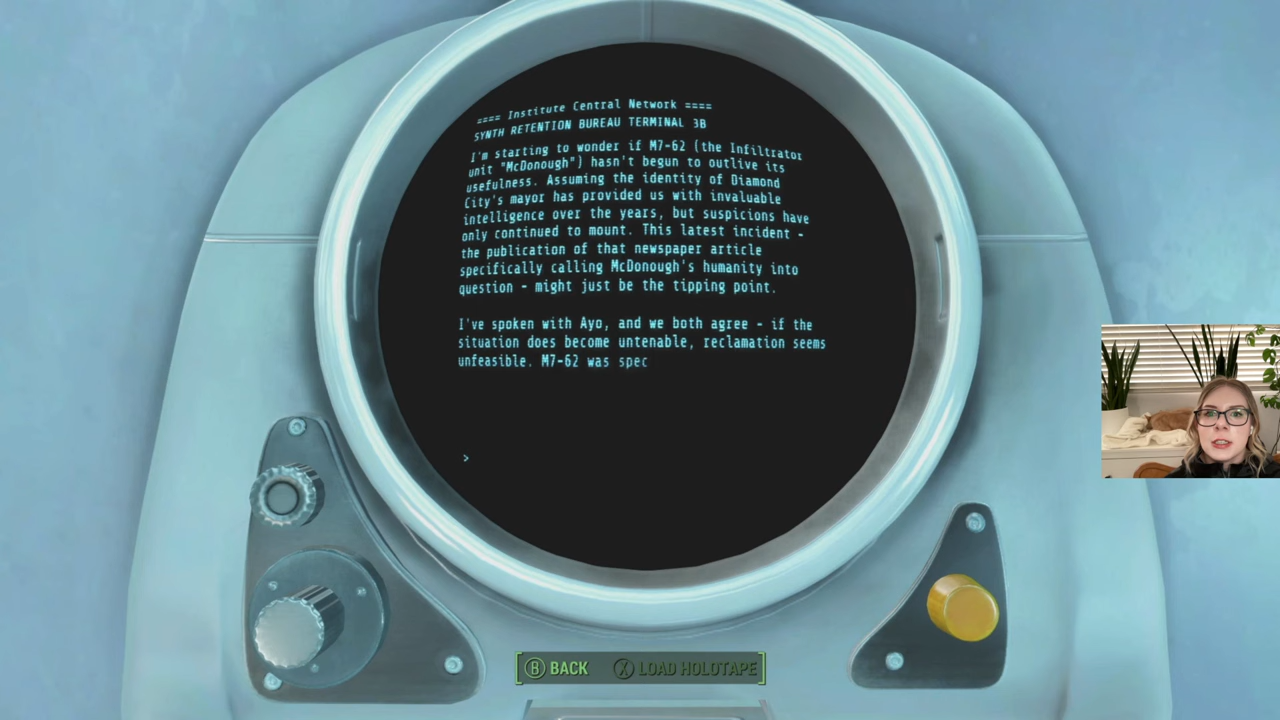 ==== Institute Central Network ====
SYNTH RETENTION BUREAU TERMINAL 3B
I'm starting to wonder if M7-62 (the Infiltrator
unit "McDonough") hasn't begun to outlive its
usefulness. Assuming the identity of Diamond
City's mayor has provided us with invaluable
intelligence over the years, but suspicions have
only continued to mount. This latest incident -
the publication of that newspaper article
specifically calling McDonough's humanity into
question - might just be the tipping point.
I've spoken with Ayo, and we both agree - if the
situation does become untenable, reclamation seems
unfeasible. M7-62 was spec
>
B BACK X LOAD HOLOTAPE